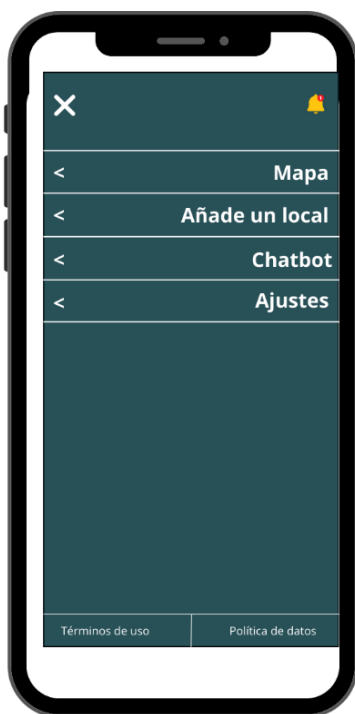 < Mapa
< Añade un local
< Chatbot
< Ajustes
Términos de uso Política de datos